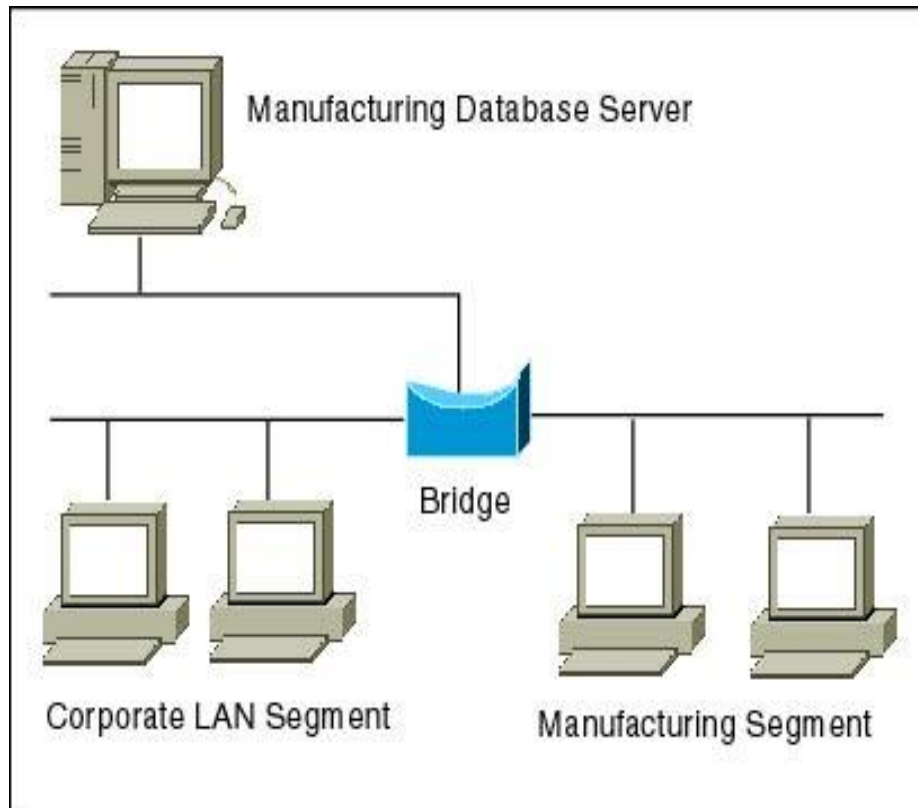 Manufacturing Database Server
Bridge
Corporate LAN Segment
Manufacturing Segment